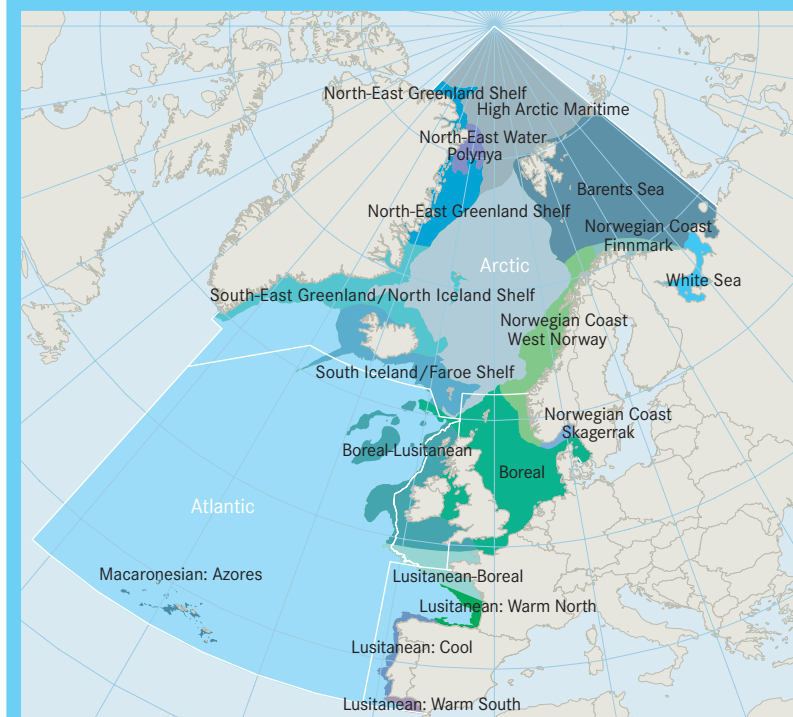 North-East Greenland Shelf
High Arctic Maritime
North-East Water
Polynya
Barents Sea
North-East Greenland Shelf
Norwegian Coast
Finnmark
Arctic
White Sea
South-East Greenland/North Iceland Shelf
Norwegian Coast
West Norway
South Iceland/Faroe Shelf
Norwegian Coast
Skagerrak
Boreal-Lusitanean
Boreal
Atlantic
Macaronesian: Azores
Lusitanean-Boreal
Lusitanean: Warm North
Lusitanean: Cool
Lusitanean: Warm South